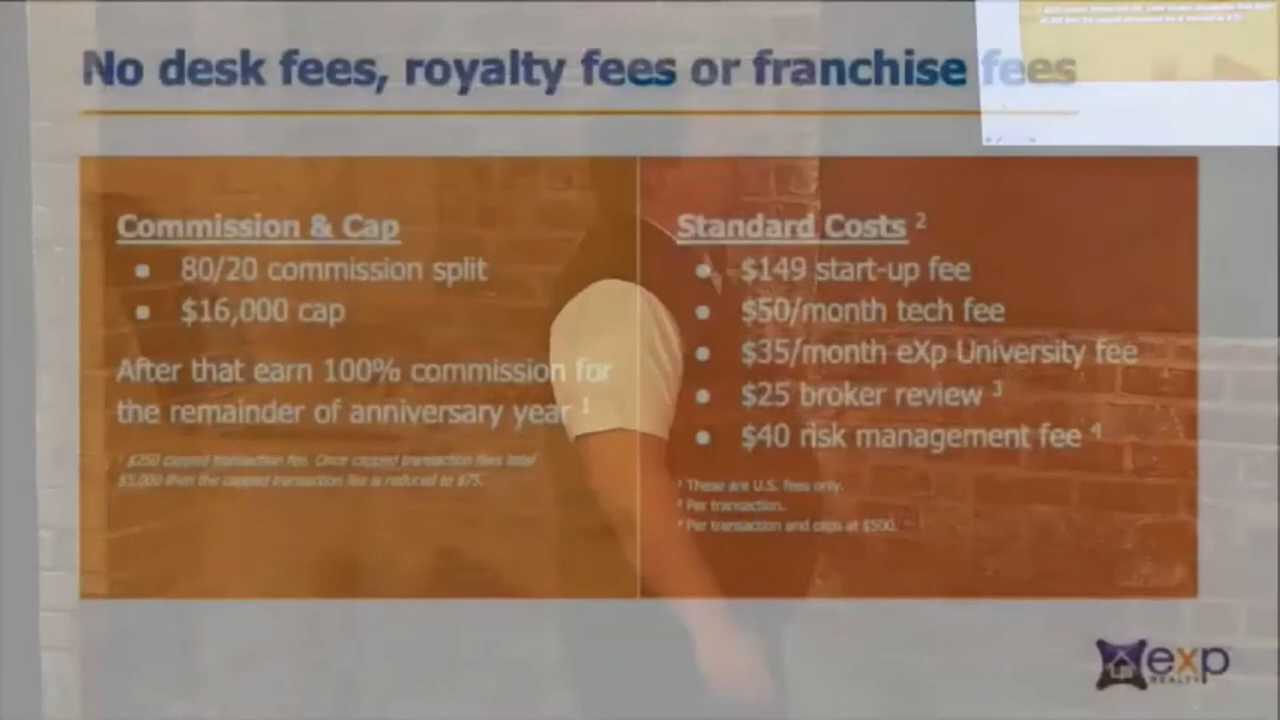 No desk fees, royalty fees or franchise fees
Commission & Cap
• 80/20 commission split
• $16,000 cap
After that earn 100% commission for
the remainder of anniversary year ¹
¹ $250 capped transaction fee. Once capped transaction fees total
$5,000 then the capped transaction fee is reduced to $75.
Standard Costs ²
• $149 start-up fee
• $50/month tech fee
• $35/month eXp University fee
• $25 broker review ³
• $40 risk management fee ⁴
² These are U.S. fees only.
³ Per transaction.
⁴ Per transaction and caps at $500.
exp
REALTY